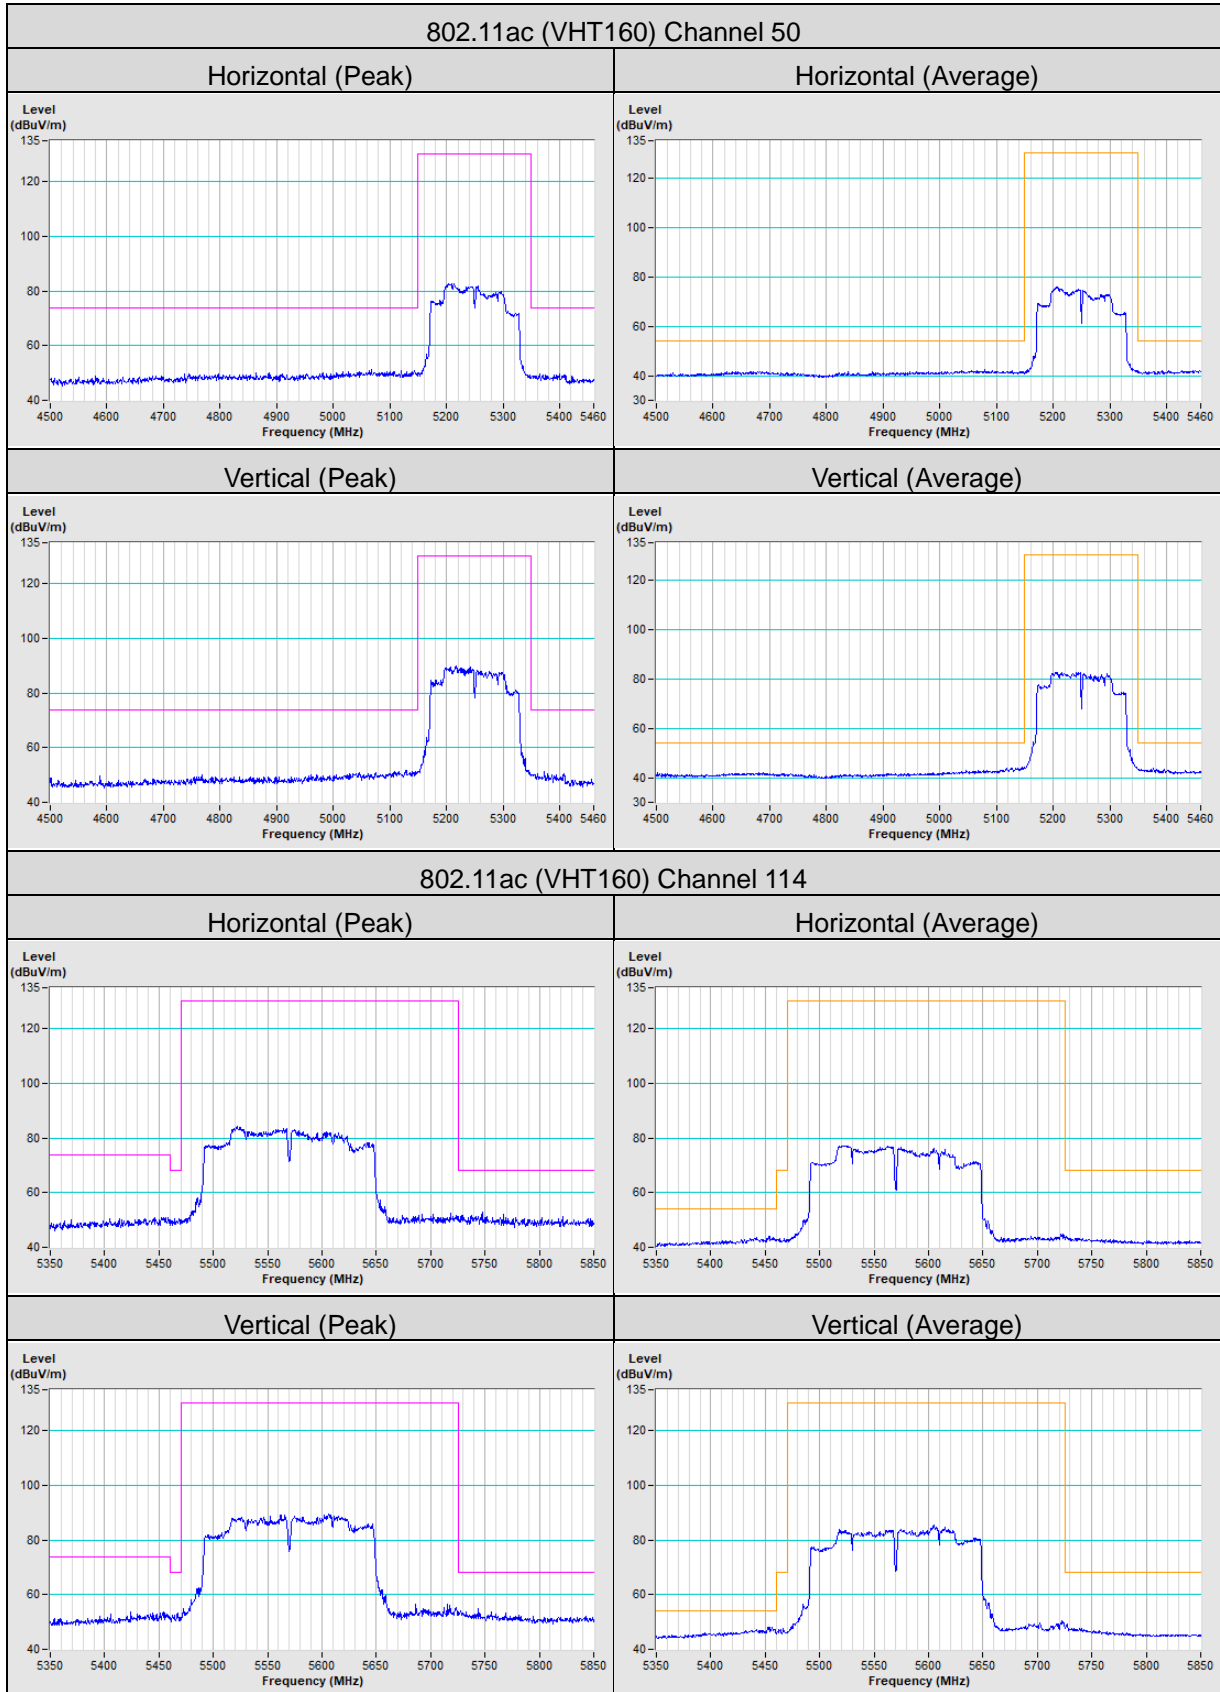 802.11ac (VHT160) Channel 50
Horizontal (Peak)
Horizontal (Average)
Level
(dBuV/m)
135
120
100
80
60
40
4500 4600 4700 4800 4900 5000 5100 5200 5300 5400 5460
Frequency (MHz)
Level
(dBuV/m)
135
120
100
80
60
40
30
4500 4600 4700 4800 4900 5000 5100 5200 5300 5400 5460
Frequency (MHz)
Vertical (Peak)
Vertical (Average)
Level
(dBuV/m)
135
120
100
80
60
40
4500 4600 4700 4800 4900 5000 5100 5200 5300 5400 5460
Frequency (MHz)
Level
(dBuV/m)
135
120
100
80
60
40
30
4500 4600 4700 4800 4900 5000 5100 5200 5300 5400 5460
Frequency (MHz)
802.11ac (VHT160) Channel 114
Horizontal (Peak)
Horizontal (Average)
Level
(dBuV/m)
135
120
100
80
60
40
5350 5400 5450 5500 5550 5600 5650 5700 5750 5800 5850
Frequency (MHz)
Level
(dBuV/m)
135
120
100
80
60
40
5350 5400 5450 5500 5550 5600 5650 5700 5750 5800 5850
Frequency (MHz)
Vertical (Peak)
Vertical (Average)
Level
(dBuV/m)
135
120
100
80
60
40
5350 5400 5450 5500 5550 5600 5650 5700 5750 5800 5850
Frequency (MHz)
Level
(dBuV/m)
135
120
100
80
60
40
5350 5400 5450 5500 5550 5600 5650 5700 5750 5800 5850
Frequency (MHz)